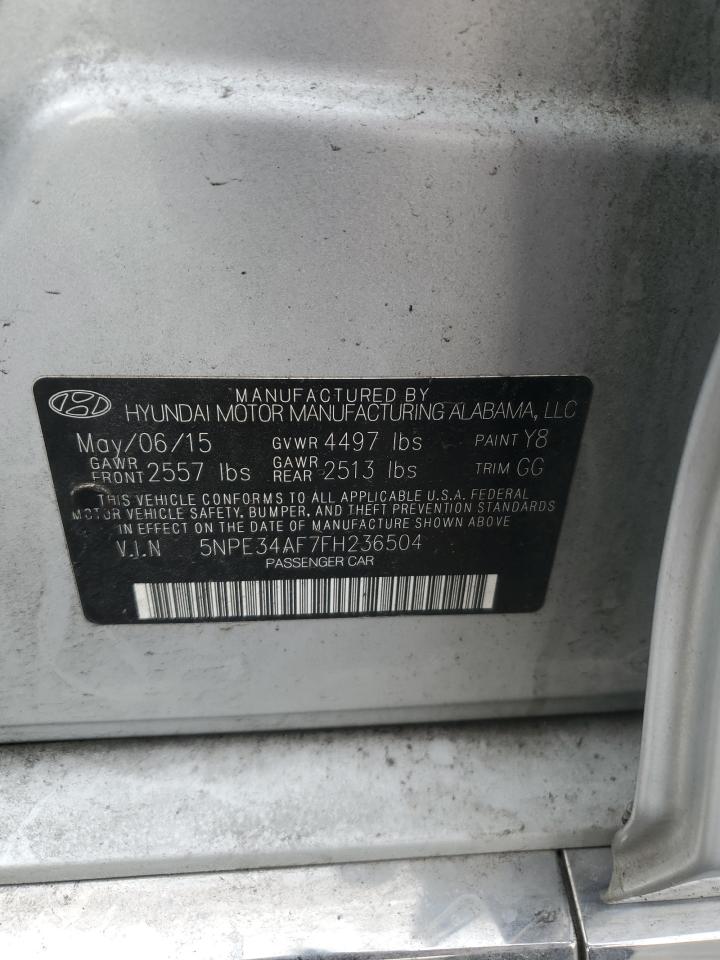 MANUFACTURED BY
HYUNDAI MOTOR MANUFACTURING ALABAMA, LLC
May/06/15 GVWR 4497 lbs PAINT Y8
GAWR FRONT 2557 lbs GAWR REAR 2513 lbs TRIM GG
THIS VEHICLE CONFORMS TO ALL APPLICABLE U.S.A. FEDERAL
MOTOR VEHICLE SAFETY, BUMPER, AND THEFT PREVENTION STANDARDS
IN EFFECT ON THE DATE OF MANUFACTURE SHOWN ABOVE
V.I.N 5NPE34AF7FH236504
PASSENGER CAR